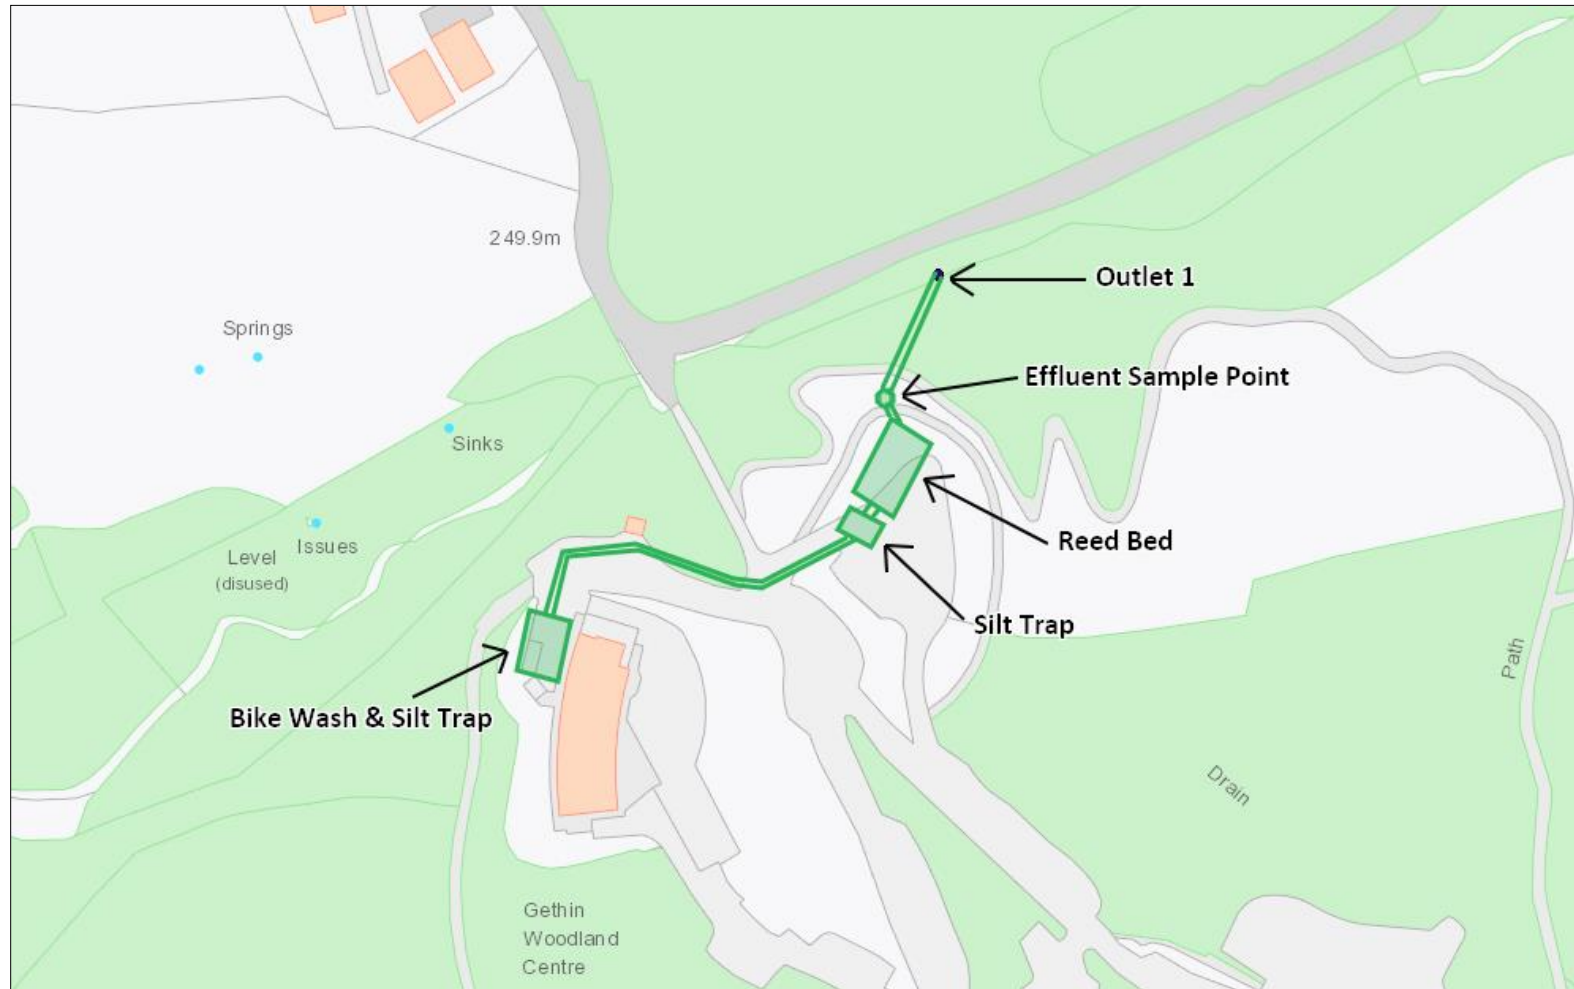 249.9m
Outlet 1
Springs
Effluent Sample Point
Sinks
Reed Bed
Issues
Level
(disused)
Silt Trap
Path
Bike Wash & Silt Trap
Drain
Gethin
Woodland
Centre